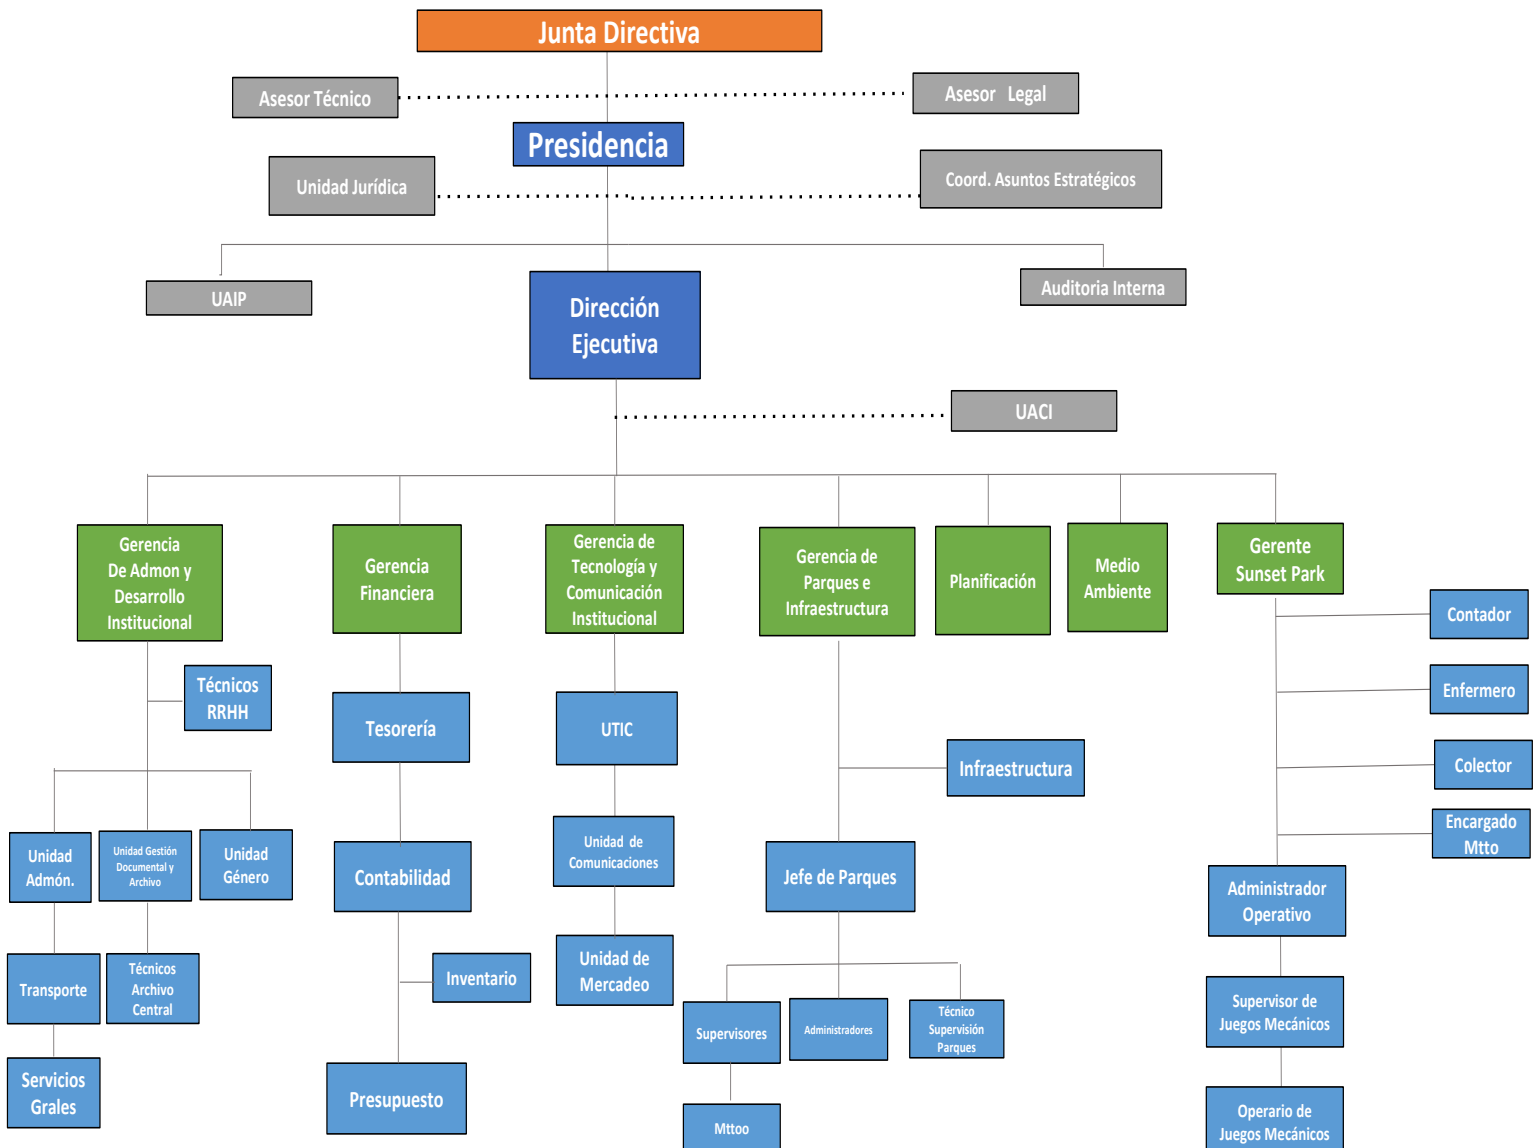 Junta Directiva
Asesor Técnico
Asesor Legal
Presidencia
Unidad Jurídica
Coord. Asuntos Estratégicos
UAIP
Dirección
Ejecutiva
Auditoria Interna
UACI
Gerencia
De Admon y
Desarrollo
Institucional
Gerencia
Financiera
Gerencia de
Tecnología y
Comunicación
Institucional
Gerencia de
Parques e
Infraestructura
Planificación
Medio
Ambiente
Gerente
Sunset Park
Contador
Técnicos
RRHH
Tesorería
UTIC
Enfermero
Infraestructura
Colector
Unidad
Admón.
Unidad Gestión
Documental y
Archivo
Unidad
Género
Contabilidad
Unidad de
Comunicaciones
Jefe de Parques
Encargado
Mtto
Administrador
Operativo
Transporte
Técnicos
Archivo
Central
Inventario
Unidad de
Mercadeo
Supervisores
Administradores
Técnico
Supervisión
Parques
Supervisor de
Juegos Mecánicos
Servicios
Grales
Presupuesto
Mttoo
Operario de
Juegos Mecánicos